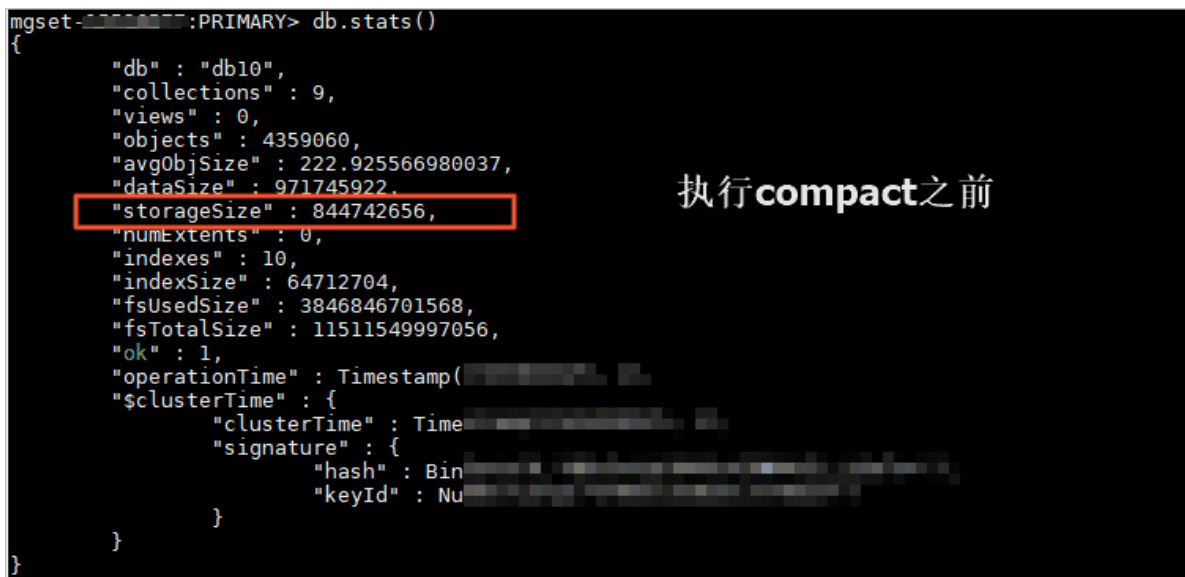 mgset-:PRIMARY> db.stats()
{
"db" : "db10",
"collections" : 9,
"views" : 0,
"objects" : 4359060,
"avgObjSize" : 222.925566980037,
"dataSize" : 971745922,
"storageSize" : 844742656,
"numExtents" : 0,
"indexes" : 10,
"indexSize" : 64712704,
"fsUsedSize" : 3846846701568,
"fsTotalSize" : 11511549997056,
"ok" : 1,
"operationTime" : Timestamp(
"$clusterTime" : {
"clusterTime" : Time
"signature" : {
"hash" : Bin
"keyId" : Nu
}
}
}
执行compact之前